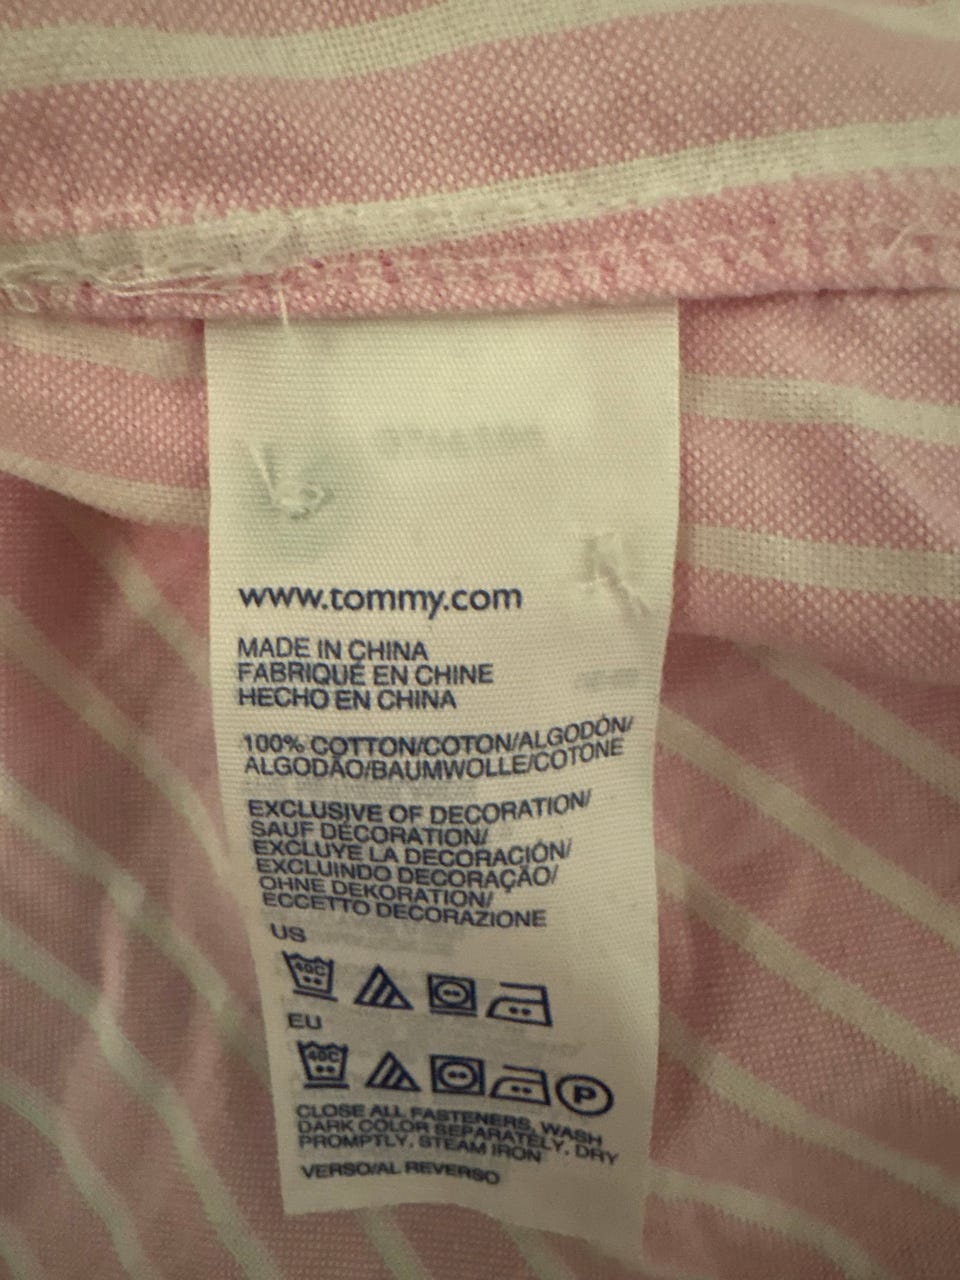 www.tommy.com
MADE IN CHINA
FABRIQUÉ EN CHINE
HECHO EN CHINA
100% COTTON/COTON/ALGODÓN/
ALGODÃO/BAUMWOLLE/COTONE
EXCLUSIVE OF DECORATION/
SAUF DÉCORATION/
EXCLUYE LA DECORACIÓN/
EXCLUINDO DECORAÇÃO/
OHNE DEKORATION/
ECCETTO DECORAZIONE
US
40C
EU
40C P
CLOSE ALL FASTENERS, WASH
DARK COLOR SEPARATELY, DRY
PROMPTLY. STEAM IRON
VERSO/AL REVERSO